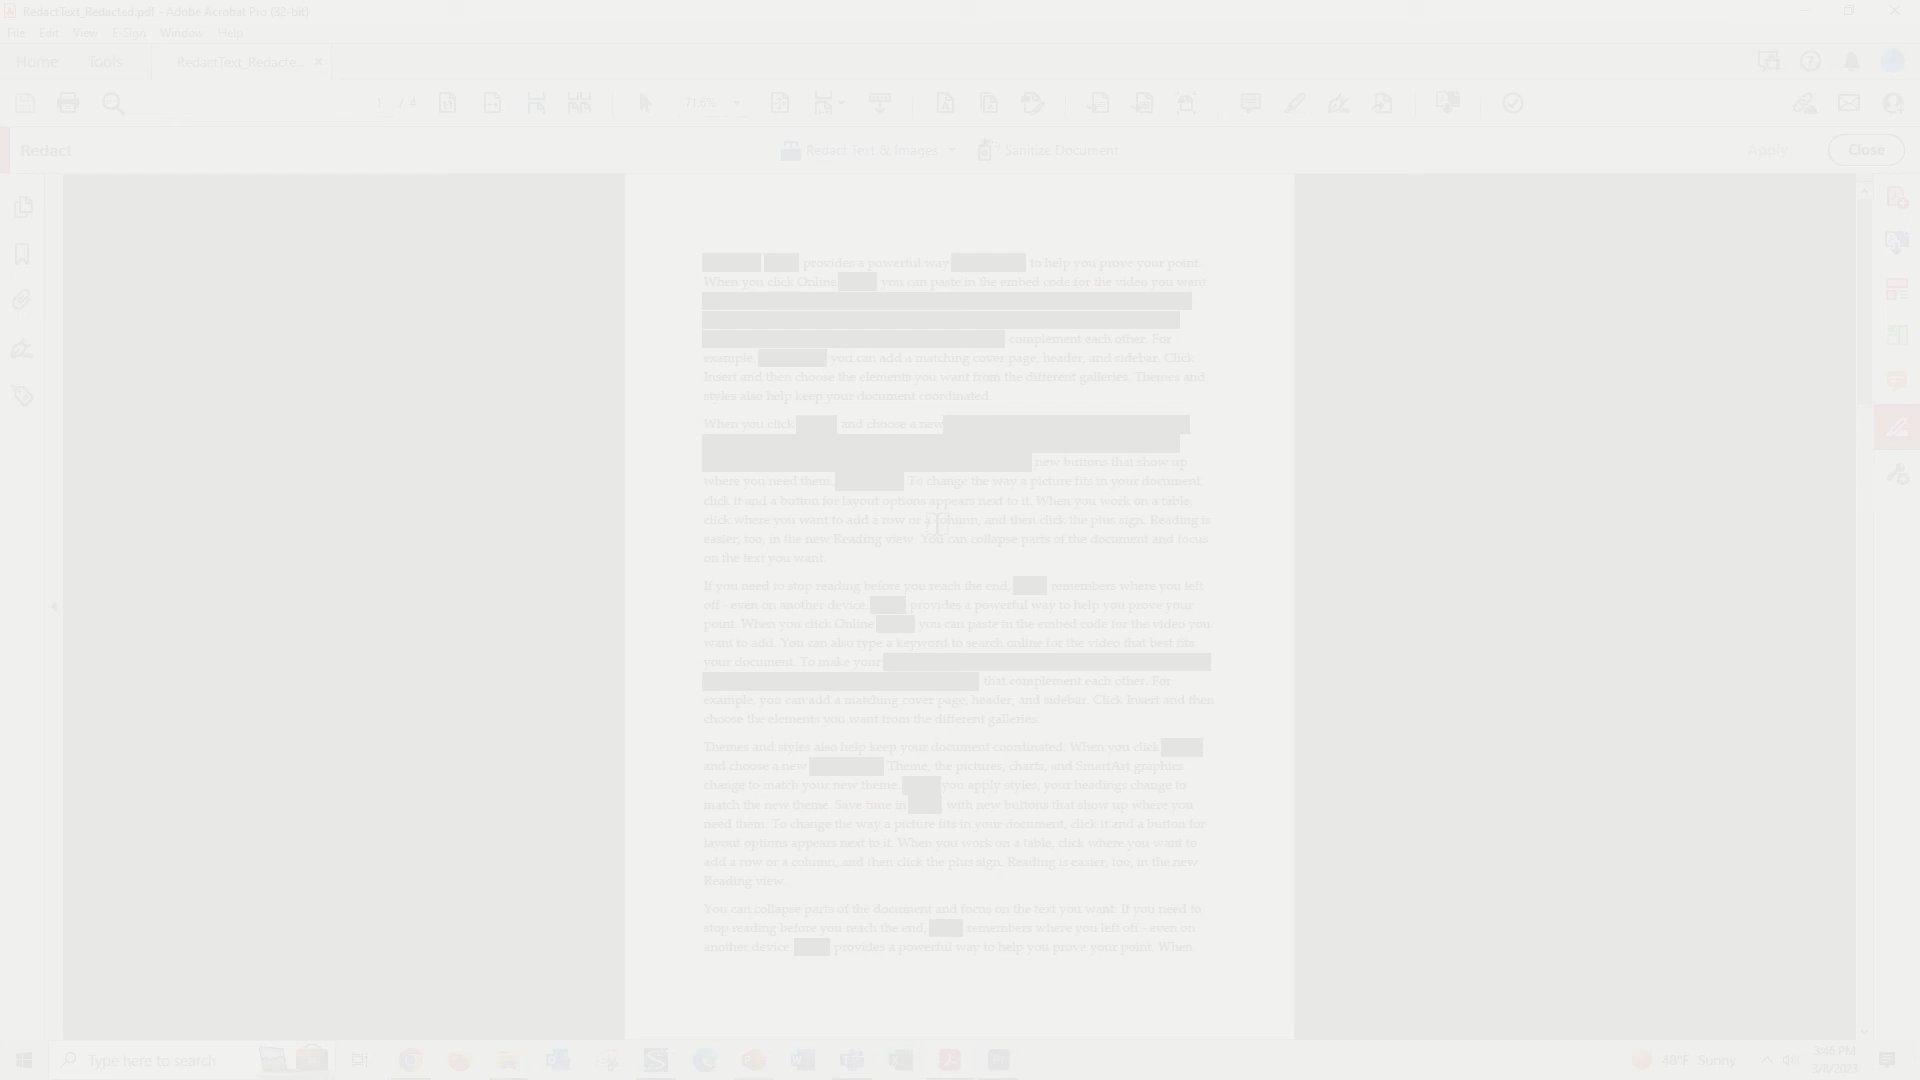 RedactText_Redacted.pdf - Adobe Acrobat Pro (32-bit)
File Edit View E-Sign Window Help
Home Tools RedactText_Redacte... ×
1 / 4 71.6%
Redact Redact Text & Images Sanitize Document Apply Close
provides a powerful way to help you prove your point.
When you click Online you can paste in the embed code for the video you want
complement each other. For
example, you can add a matching cover page, header, and sidebar. Click
Insert and then choose the elements you want from the different galleries. Themes and
styles also help keep your document coordinated.
When you click and choose a new
new buttons that show up
where you need them. To change the way a picture fits in your document,
click it and a button for layout options appears next to it. When you work on a table,
click where you want to add a row or a column, and then click the plus sign. Reading is
easier, too, in the new Reading view. You can collapse parts of the document and focus
on the text you want.
If you need to stop reading before you reach the end, remembers where you left
off - even on another device. provides a powerful way to help you prove your
point. When you click Online you can paste in the embed code for the video you
want to add. You can also type a keyword to search online for the video that best fits
your document. To make your
that complement each other. For
example, you can add a matching cover page, header, and sidebar. Click Insert and then
choose the elements you want from the different galleries.
Themes and styles also help keep your document coordinated. When you click
and choose a new Theme, the pictures, charts, and SmartArt graphics
change to match your new theme. you apply styles, your headings change to
match the new theme. Save time in with new buttons that show up where you
need them. To change the way a picture fits in your document, click it and a button for
layout options appears next to it. When you work on a table, click where you want to
add a row or a column, and then click the plus sign. Reading is easier, too, in the new
Reading view.
You can collapse parts of the document and focus on the text you want. If you need to
stop reading before you reach the end, remembers where you left off - even on
another device. provides a powerful way to help you prove your point. When
Type here to search 40°F Sunny 3:46 PM
3/8/2023